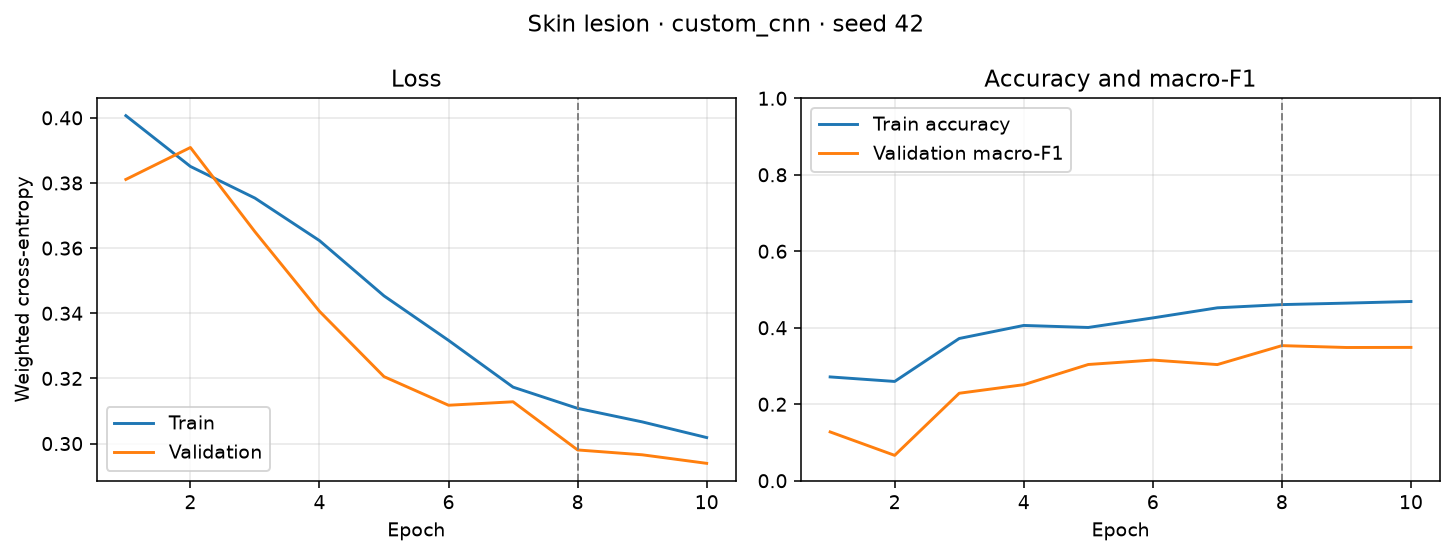 Skin lesion · custom_cnn · seed 42
Loss
Weighted cross-entropy
0.40
0.38
0.36
0.34
0.32
0.30
Train
Validation
2 4 6 8 10
Epoch
Accuracy and macro-F1
1.0
0.8
0.6
0.4
0.2
0.0
Train accuracy
Validation macro-F1
2 4 6 8 10
Epoch